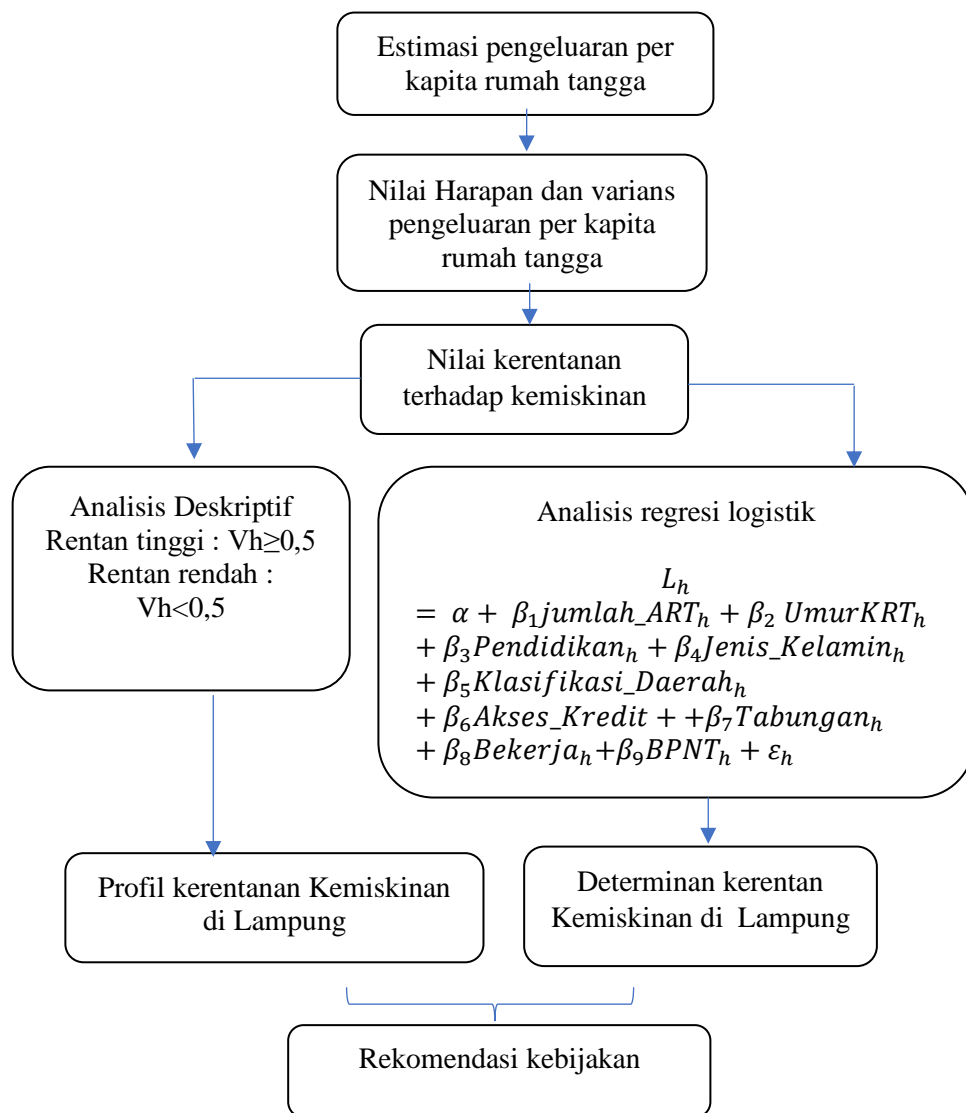 Estimasi pengeluaran per
kapita rumah tangga
Nilai Harapan dan varians
pengeluaran per kapita
rumah tangga
Nilai kerentanan
terhadap kemiskinan
Analisis Deskriptif
Rentan tinggi : Vh≥0,5
Rentan rendah :
Vh<0,5
Analisis regresi logistik
L_h
= α + β₁jumlah_ART_h + β₂ UmurKRT_h
+ β₃Pendidikan_h + β₄Jenis_Kelamin_h
+ β₅Klasifikasi_Daerah_h
+ β₆Akses_Kredit + +β₇Tabungan_h
+ β₈Bekerja_h+β₉BPNT_h + ε_h
Profil kerentanan Kemiskinan
di Lampung
Determinan kerentan
Kemiskinan di  Lampung
Rekomendasi kebijakan